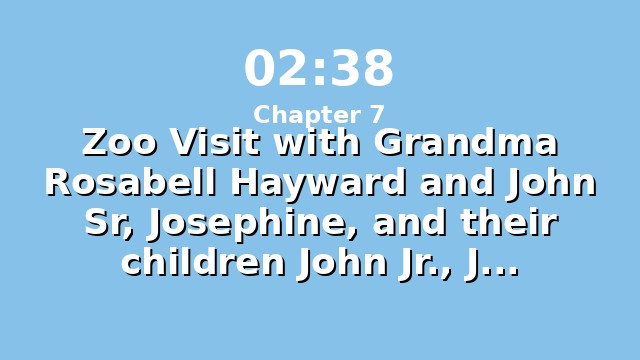 02:38
Chapter 7
Zoo Visit with Grandma
Rosabell Hayward and John
Sr, Josephine, and their
children John Jr., J...